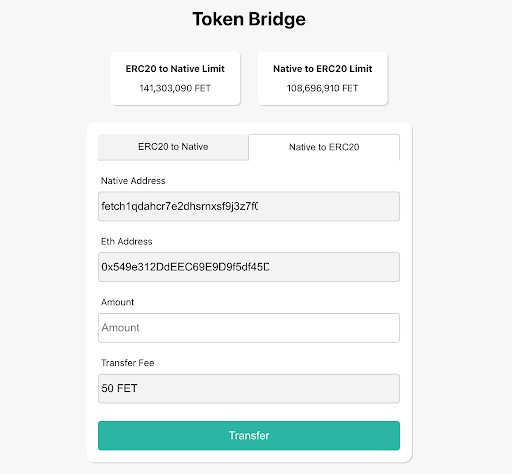 Token Bridge
ERC20 to Native Limit
141,303,090 FET
Native to ERC20 Limit
108,696,910 FET
ERC20 to Native
Native to ERC20
Native Address
fetch1qdahcr7e2dhsrnxsf9j3z7f0
Eth Address
0x549e312DdEEC69E9D9f5df45D
Amount
Amount
Transfer Fee
50 FET
Transfer